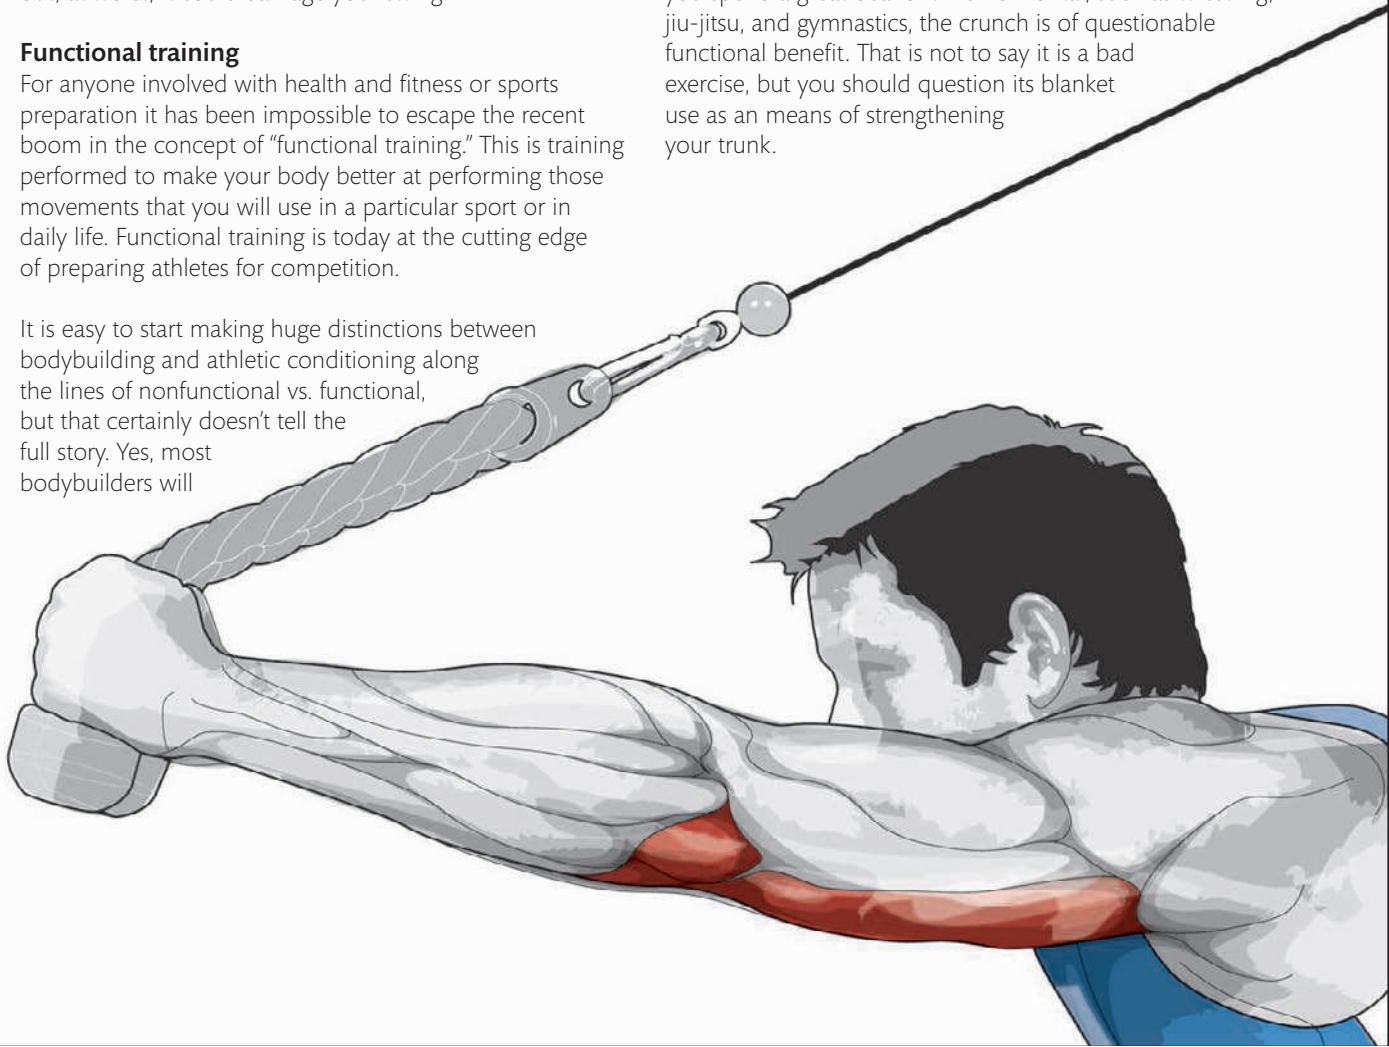 Functional training
For anyone involved with health and fitness or sports
preparation it has been impossible to escape the recent
boom in the concept of “functional training.” This is training
performed to make your body better at performing those
movements that you will use in a particular sport or in
daily life. Functional training is today at the cutting edge
of preparing athletes for competition.
It is easy to start making huge distinctions between
bodybuilding and athletic conditioning along
the lines of nonfunctional vs. functional,
but that certainly doesn’t tell the
full story. Yes, most
bodybuilders will
jiu-jitsu, and gymnastics, the crunch is of questionable
functional benefit. That is not to say it is a bad
exercise, but you should question its blanket
use as an means of strengthening
your trunk.